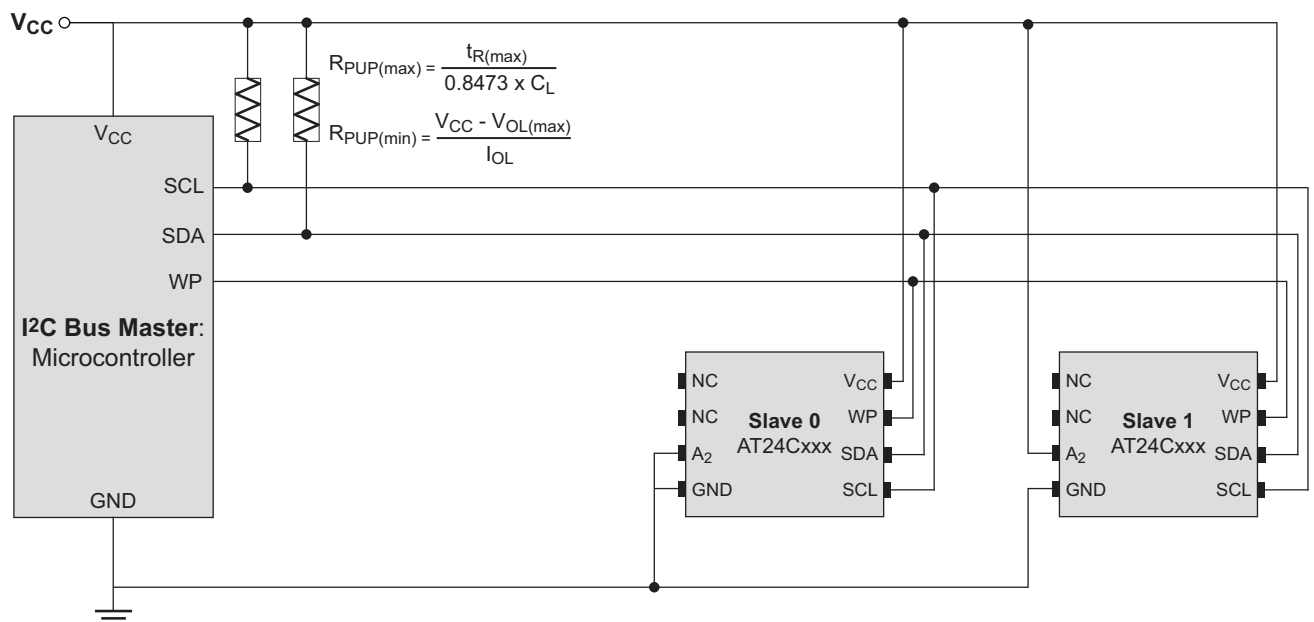 VCC
RPUP(max) = tR(max) / 0.8473 x CL
RPUP(min) = VCC - VOL(max) / IOL
VCC
SCL
SDA
WP
I2C Bus Master:
Microcontroller
GND
NC
NC
A2
GND
Slave 0
AT24Cxxx
VCC
WP
SDA
SCL
NC
NC
A2
GND
Slave 1
AT24Cxxx
VCC
WP
SDA
SCL